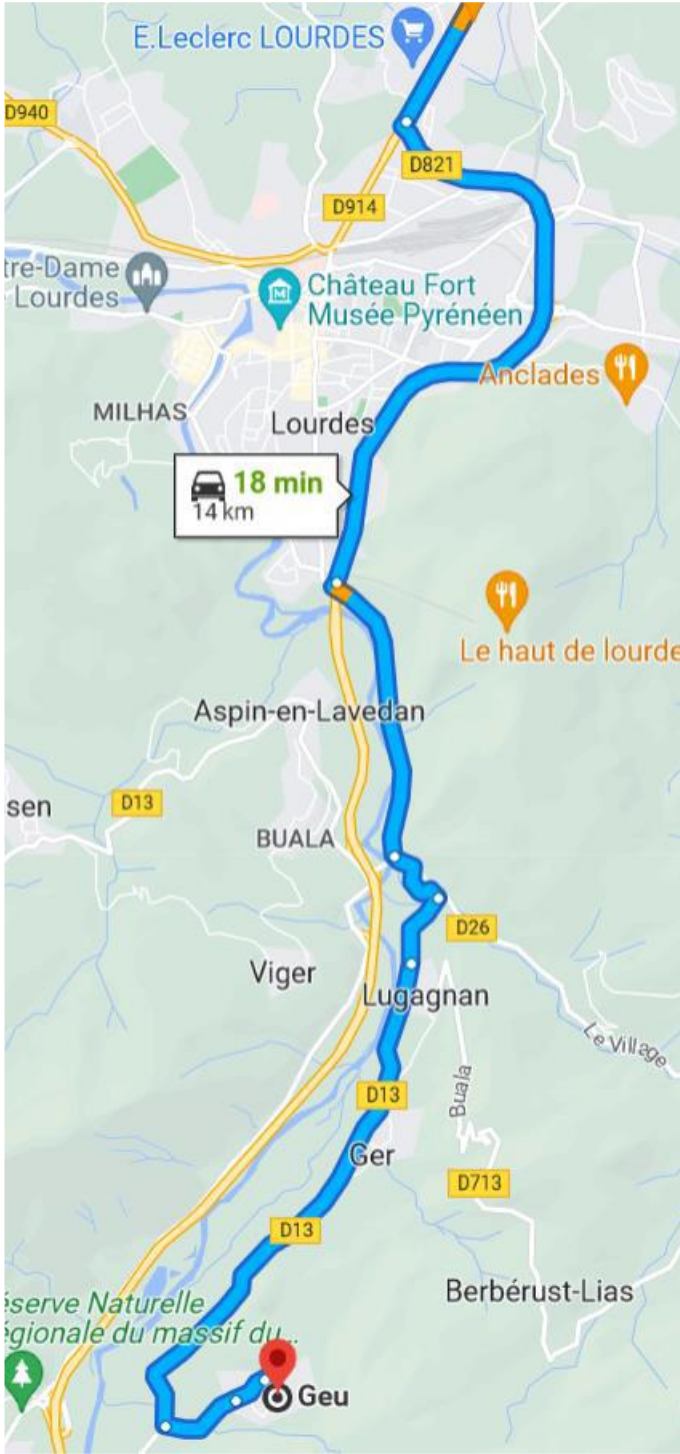 E.Leclerc LOURDES
D940
D821
D914
tre-Dame
Lourdes
Château Fort
Musée Pyrénéen
Anclades
MILHAS
Lourdes
18 min
14 km
Le haut de lourde
Aspin-en-Lavedan
sen
D13
BUALA
D26
Viger
Lugagnan
Le Village
Buala
D13
Ger
D713
D13
Berbérust-Lias
éserve Naturelle
égionale du massif du...
Geu